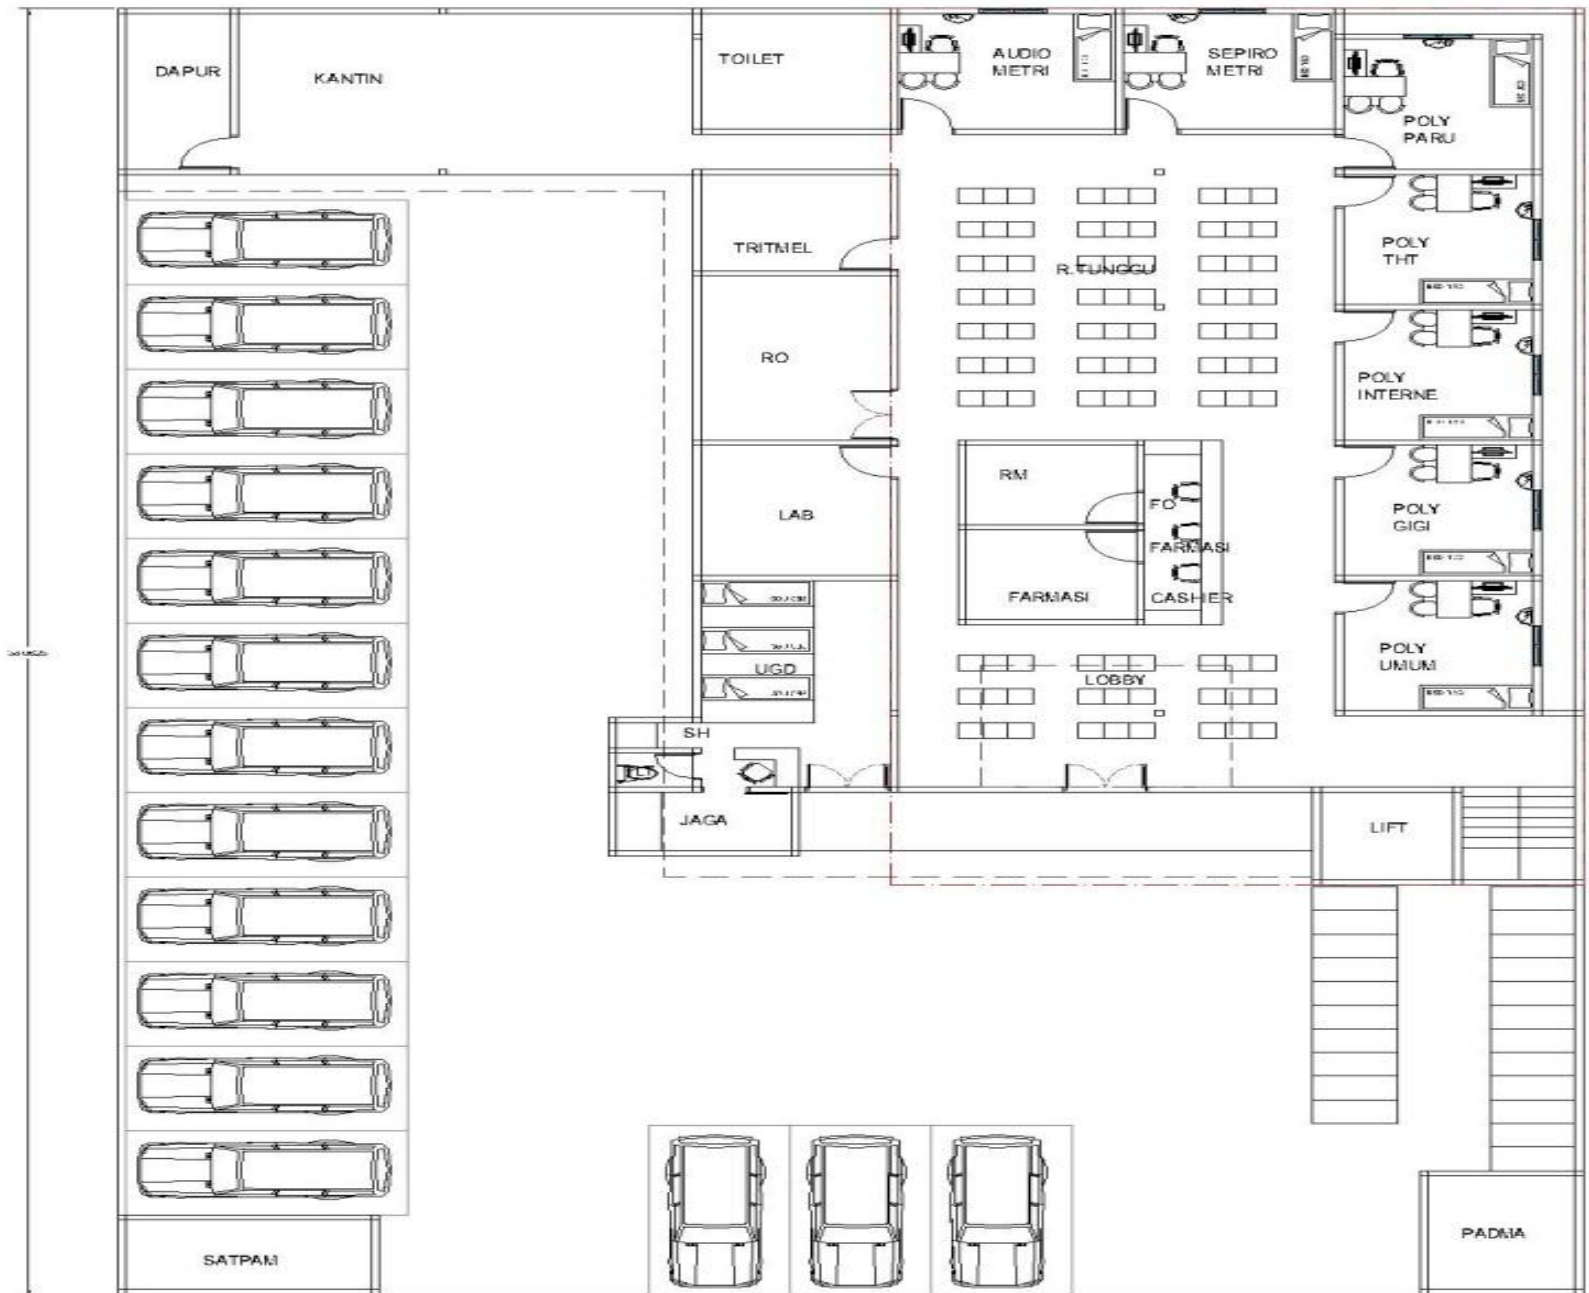 DAPUR
KANTIN
TOILET
AUDIO
METRI
SEPIRO
METRI
POLY
PARU
TRITMEL
R.TUNGGU
POLY
THT
RO
POLY
INTERNE
RM
FO
LAB
FARMASI
POLY
GIGI
FARMASI
CASHIER
UGD
LOBBY
POLY
UMUM
SH
JAGA
LIFT
SATPAM
PADMA